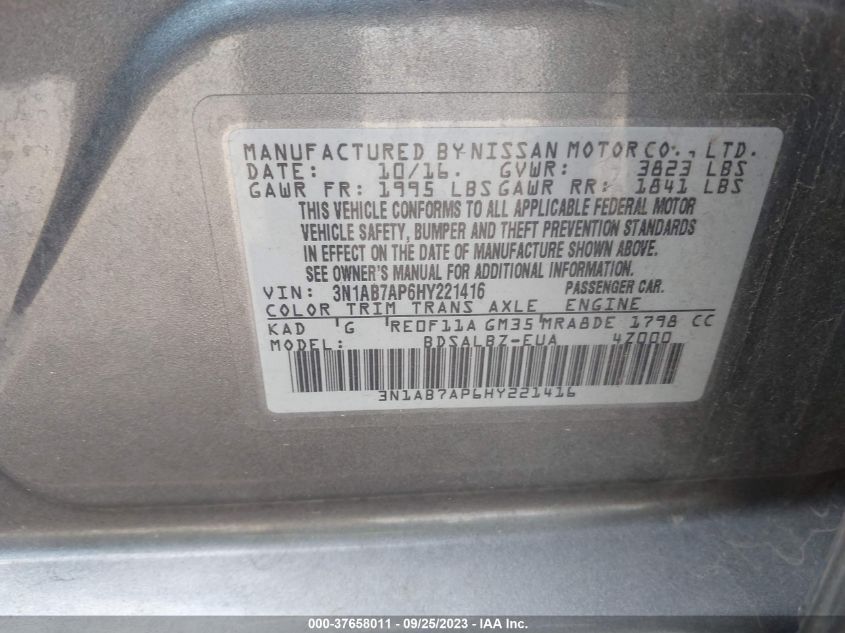 MANUFACTURED BY NISSAN MOTOR CO., LTD.
DATE: 10/16. GVWR: 3823 LBS
GAWR FR: 1995 LBS GAWR RR: 1841 LBS
THIS VEHICLE CONFORMS TO ALL APPLICABLE FEDERAL MOTOR
VEHICLE SAFETY, BUMPER AND THEFT PREVENTION STANDARDS
IN EFFECT ON THE DATE OF MANUFACTURE SHOWN ABOVE.
SEE OWNER'S MANUAL FOR ADDITIONAL INFORMATION.
VIN: 3N1AB7AP6HY221416 PASSENGER CAR.
COLOR TRIM TRANS AXLE ENGINE
KAD 'G 'RE0F11A GM35'MRA8DE 1798 CC
MODEL: BDSALBZ-EUA 4Z000
3N1AB7AP6HY221416
000-37658011 - 09/25/2023 - IAA Inc.